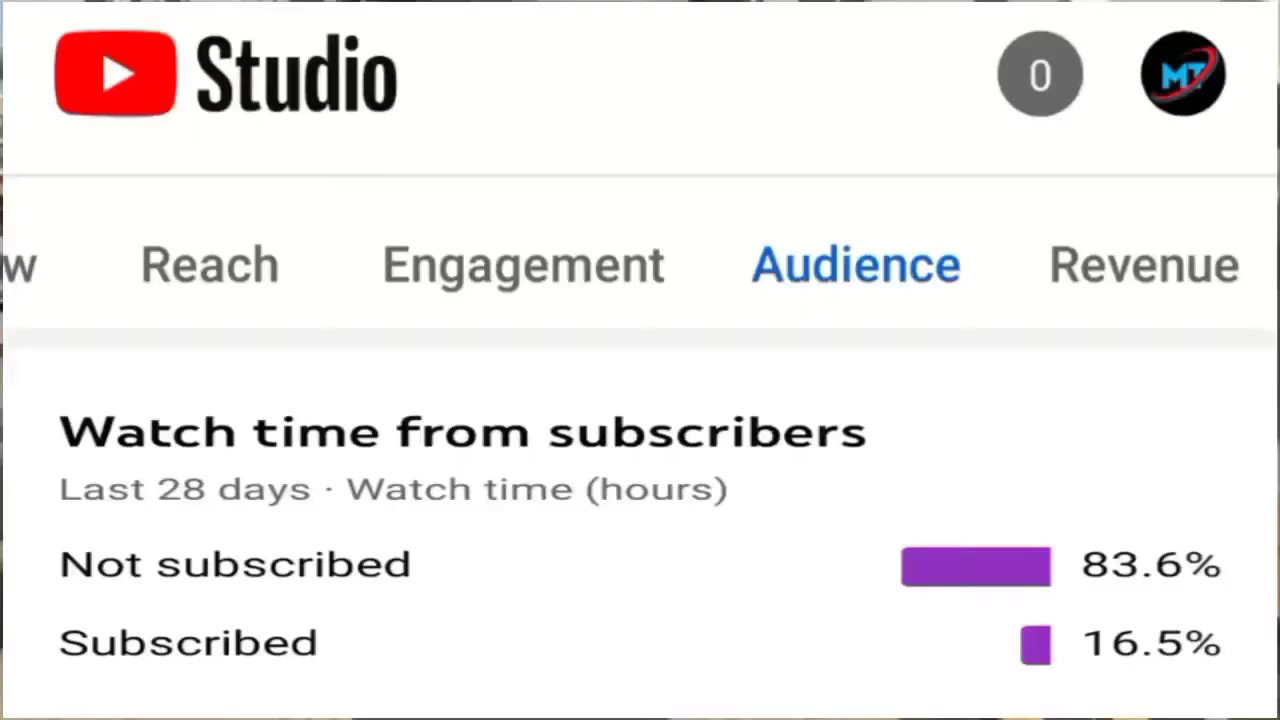 Studio
0
MT
w Reach Engagement Audience Revenue
Watch time from subscribers
Last 28 days · Watch time (hours)
Not subscribed 83.6%
Subscribed 16.5%